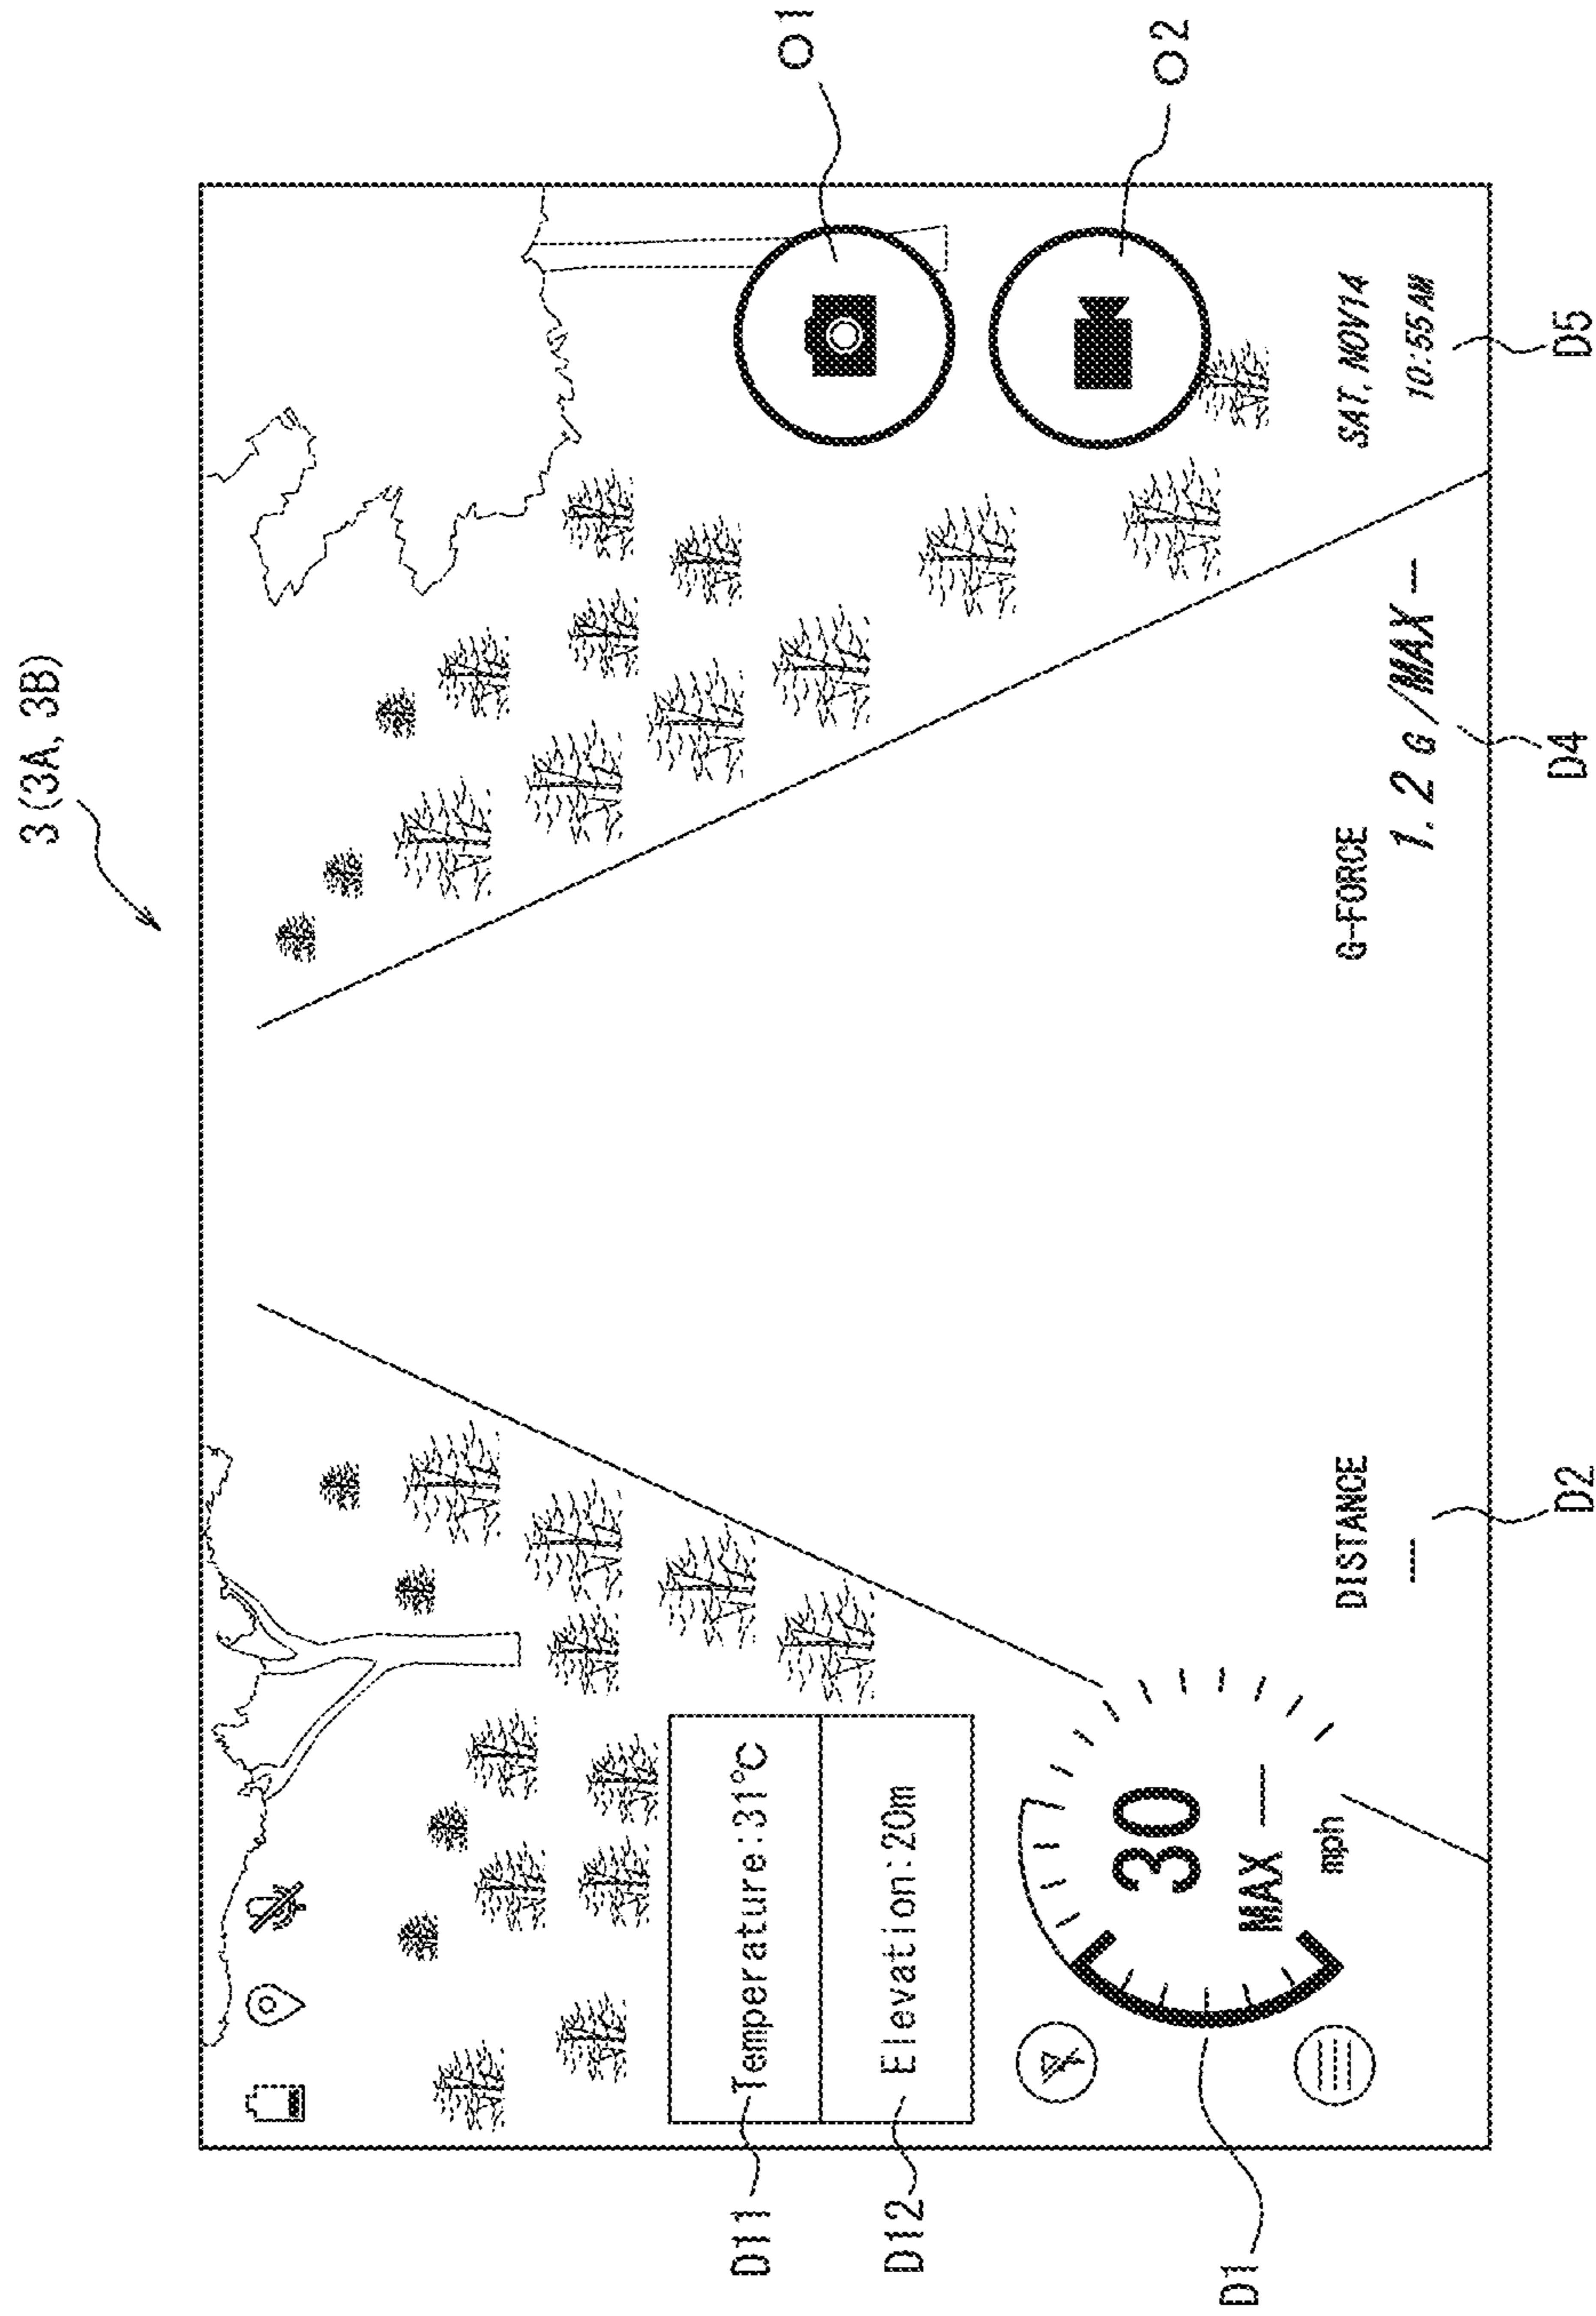 3 (3A, 3B)
O1
O2
D11
Temperature:31℃
D12
Elevation:20m
D1
30
MAX —
mph
DISTANCE
—
D2
G-FORCE
1. 2 G /MAX —
D4
SAT, NOV14
10:55 AM
D5